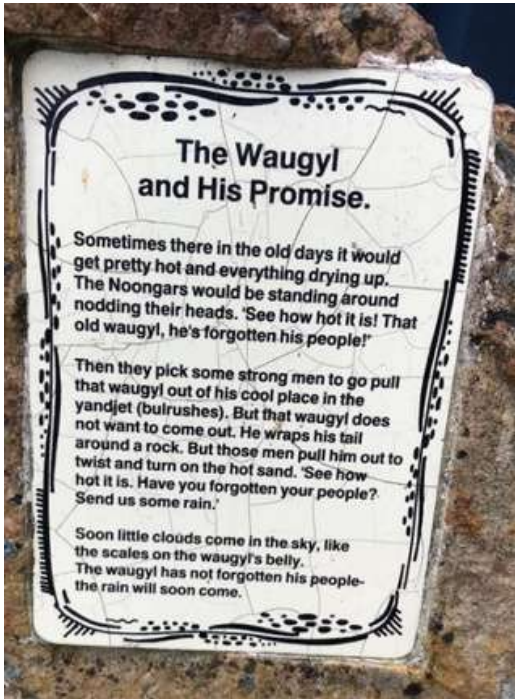 The Waugyl
and His Promise.
Sometimes there in the old days it would
get pretty hot and everything drying up.
The Noongars would be standing around
nodding their heads. 'See how hot it is! That
old waugyl, he's forgotten his people!'
Then they pick some strong men to go pull
that waugyl out of his cool place in the
yandjet (bulrushes). But that waugyl does
not want to come out. He wraps his tail
around a rock. But those men pull him out to
twist and turn on the hot sand. 'See how
hot it is. Have you forgotten your people?
Send us some rain.'
Soon little clouds come in the sky, like
the scales on the waugyl's belly.
The waugyl has not forgotten his people-
the rain will soon come.